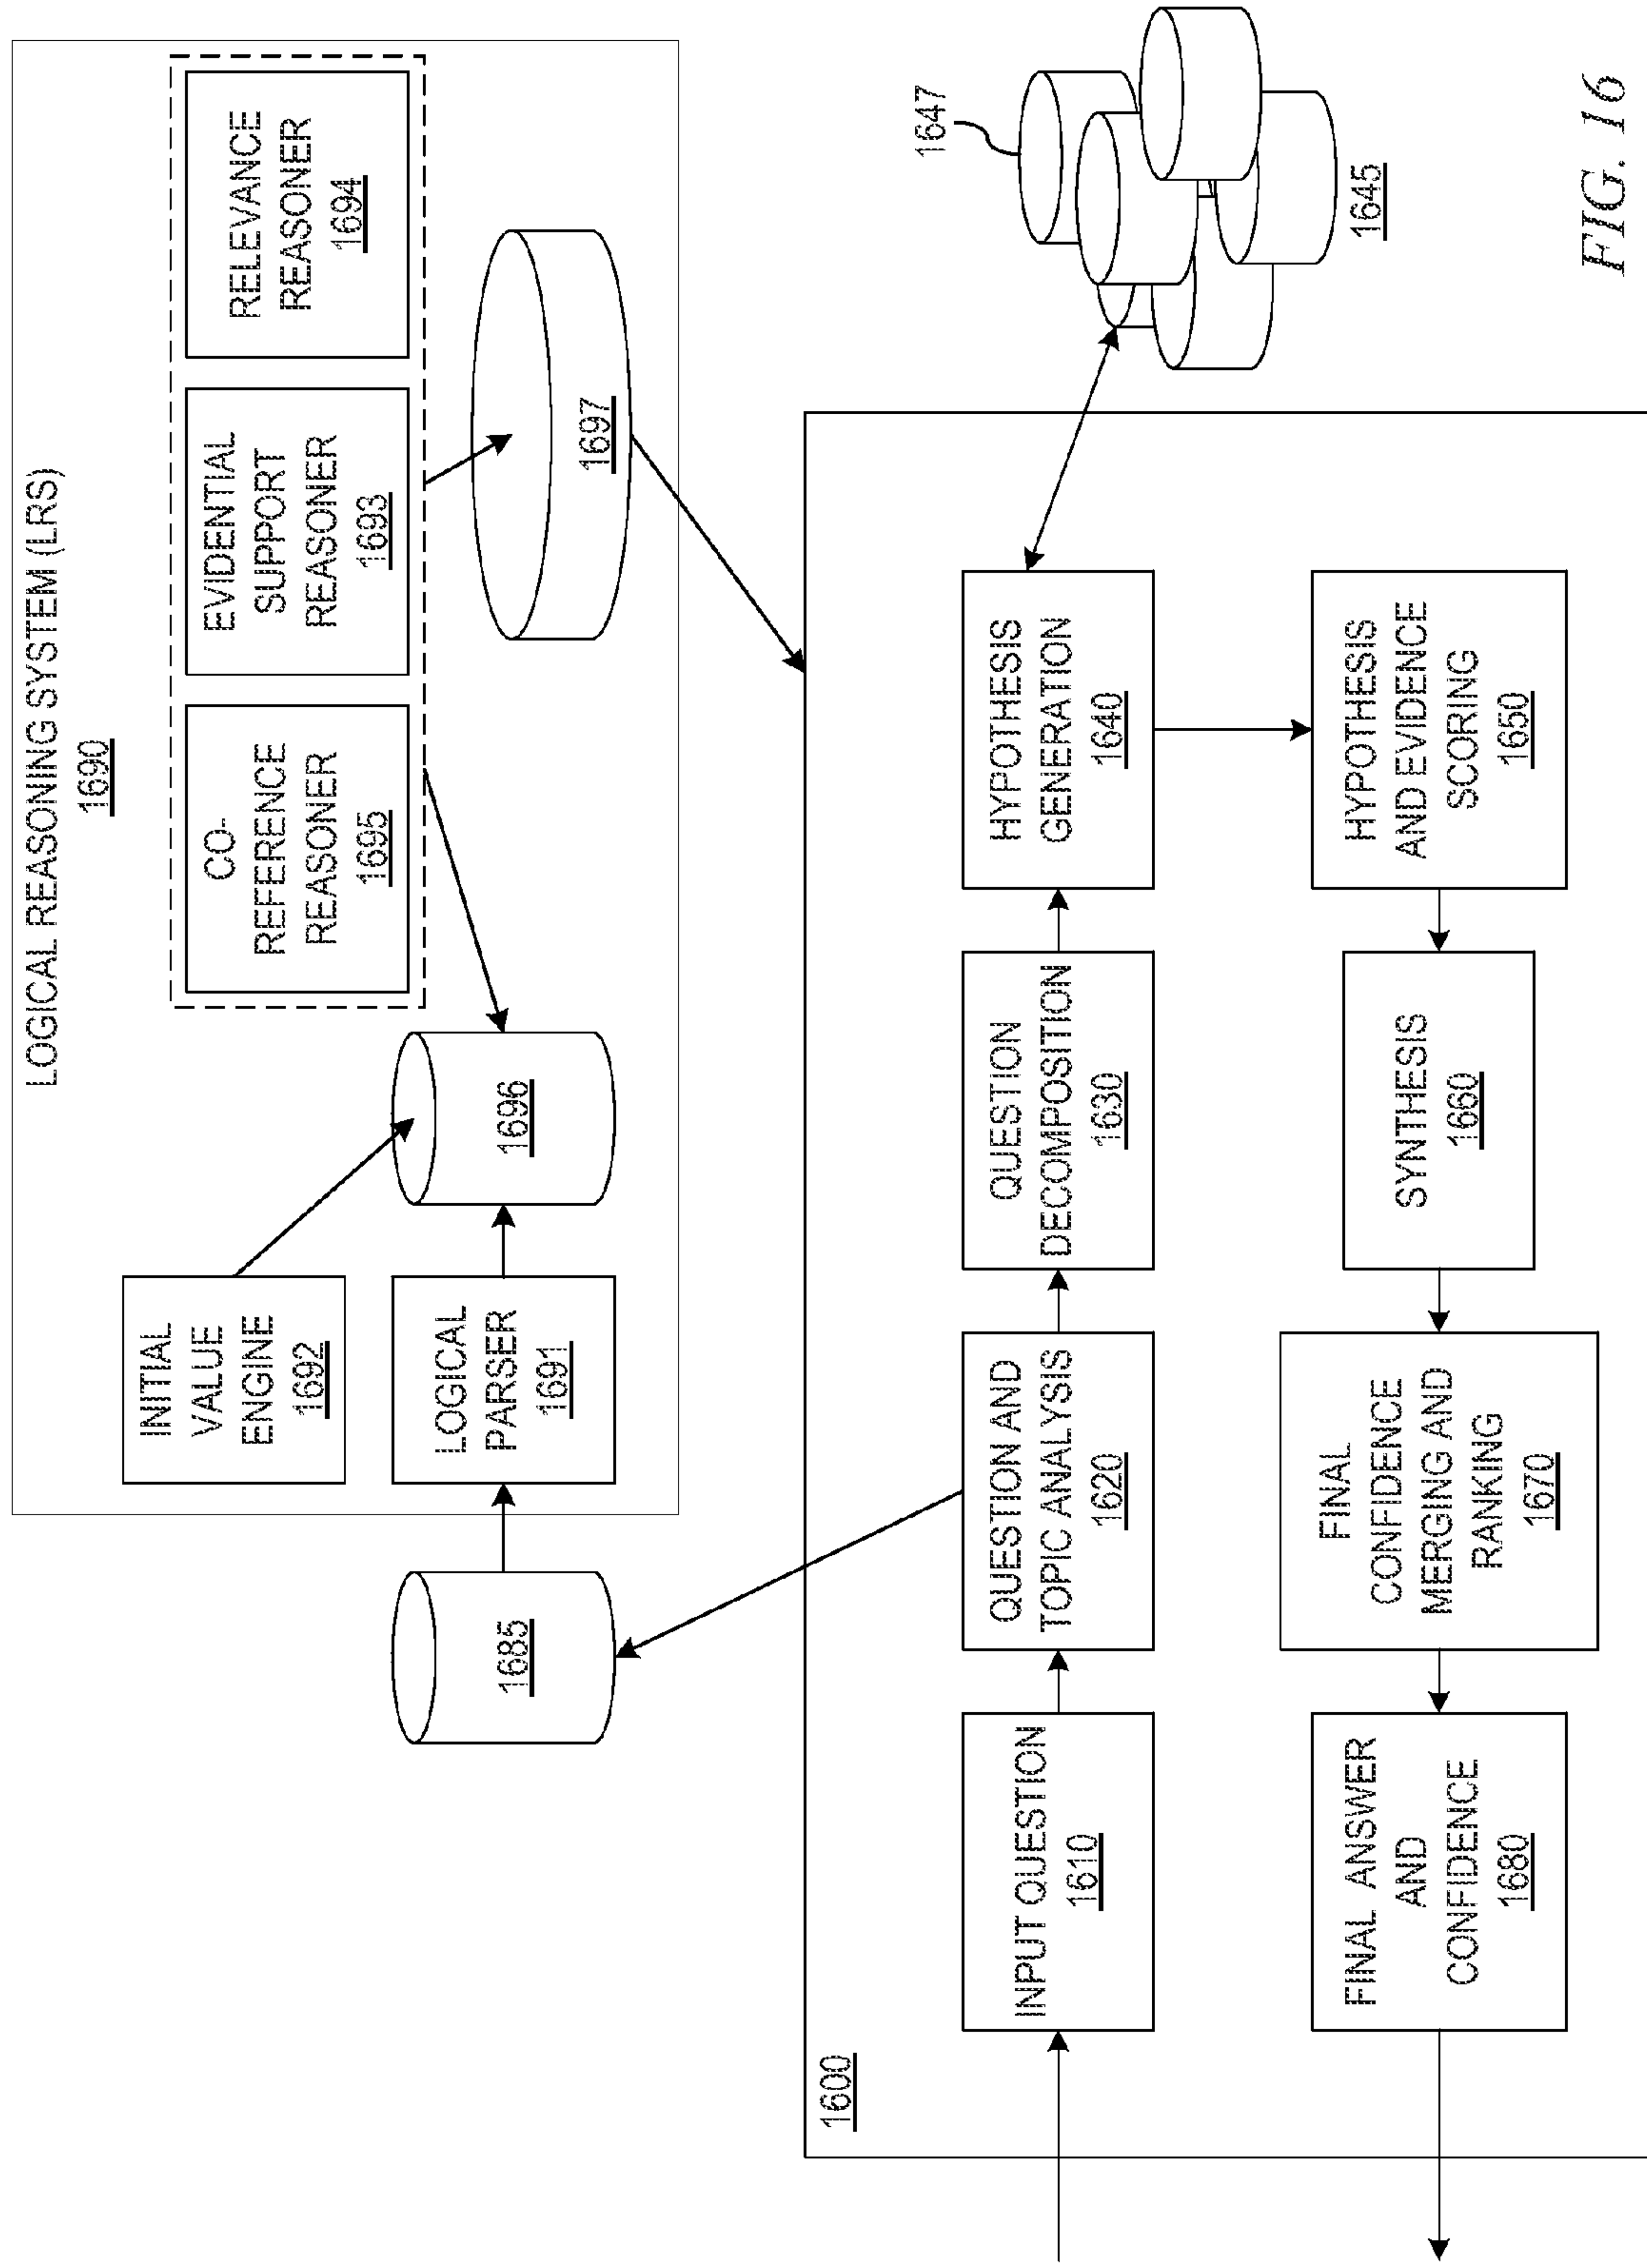 LOGICAL REASONING SYSTEM (LRS)
1690
INITIAL
VALUE
ENGINE
1692
LOGICAL
PARSER
1691
1685
1696
CO-
REFERENCE
REASONER
1695
EVIDENTIAL
SUPPORT
REASONER
1693
RELEVANCE
REASONER
1694
1697
1600
INPUT QUESTION
1610
QUESTION AND
TOPIC ANALYSIS
1620
QUESTION
DECOMPOSITION
1630
HYPOTHESIS
GENERATION
1640
1647
1645
FINAL ANSWER
AND
CONFIDENCE
1680
FINAL
CONFIDENCE
MERGING AND
RANKING
1670
SYNTHESIS
1660
HYPOTHESIS
AND EVIDENCE
SCORING
1650
FIG. 16